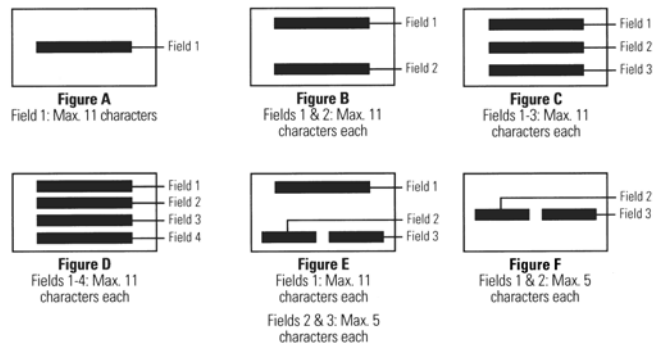 Field 1
Figure A
Field 1: Max. 11 characters
Field 1
Field 2
Figure B
Fields 1 & 2: Max. 11
characters each
Field 1
Field 2
Field 3
Figure C
Fields 1-3: Max. 11
characters each
Field 1
Field 2
Field 3
Field 4
Figure D
Fields 1-4: Max. 11
characters each
Field 1
Field 2
Field 3
Figure E
Fields 1: Max. 11
characters each
Fields 2 & 3: Max. 5
characters each
Field 2
Field 3
Figure F
Fields 1 & 2: Max. 5
characters each